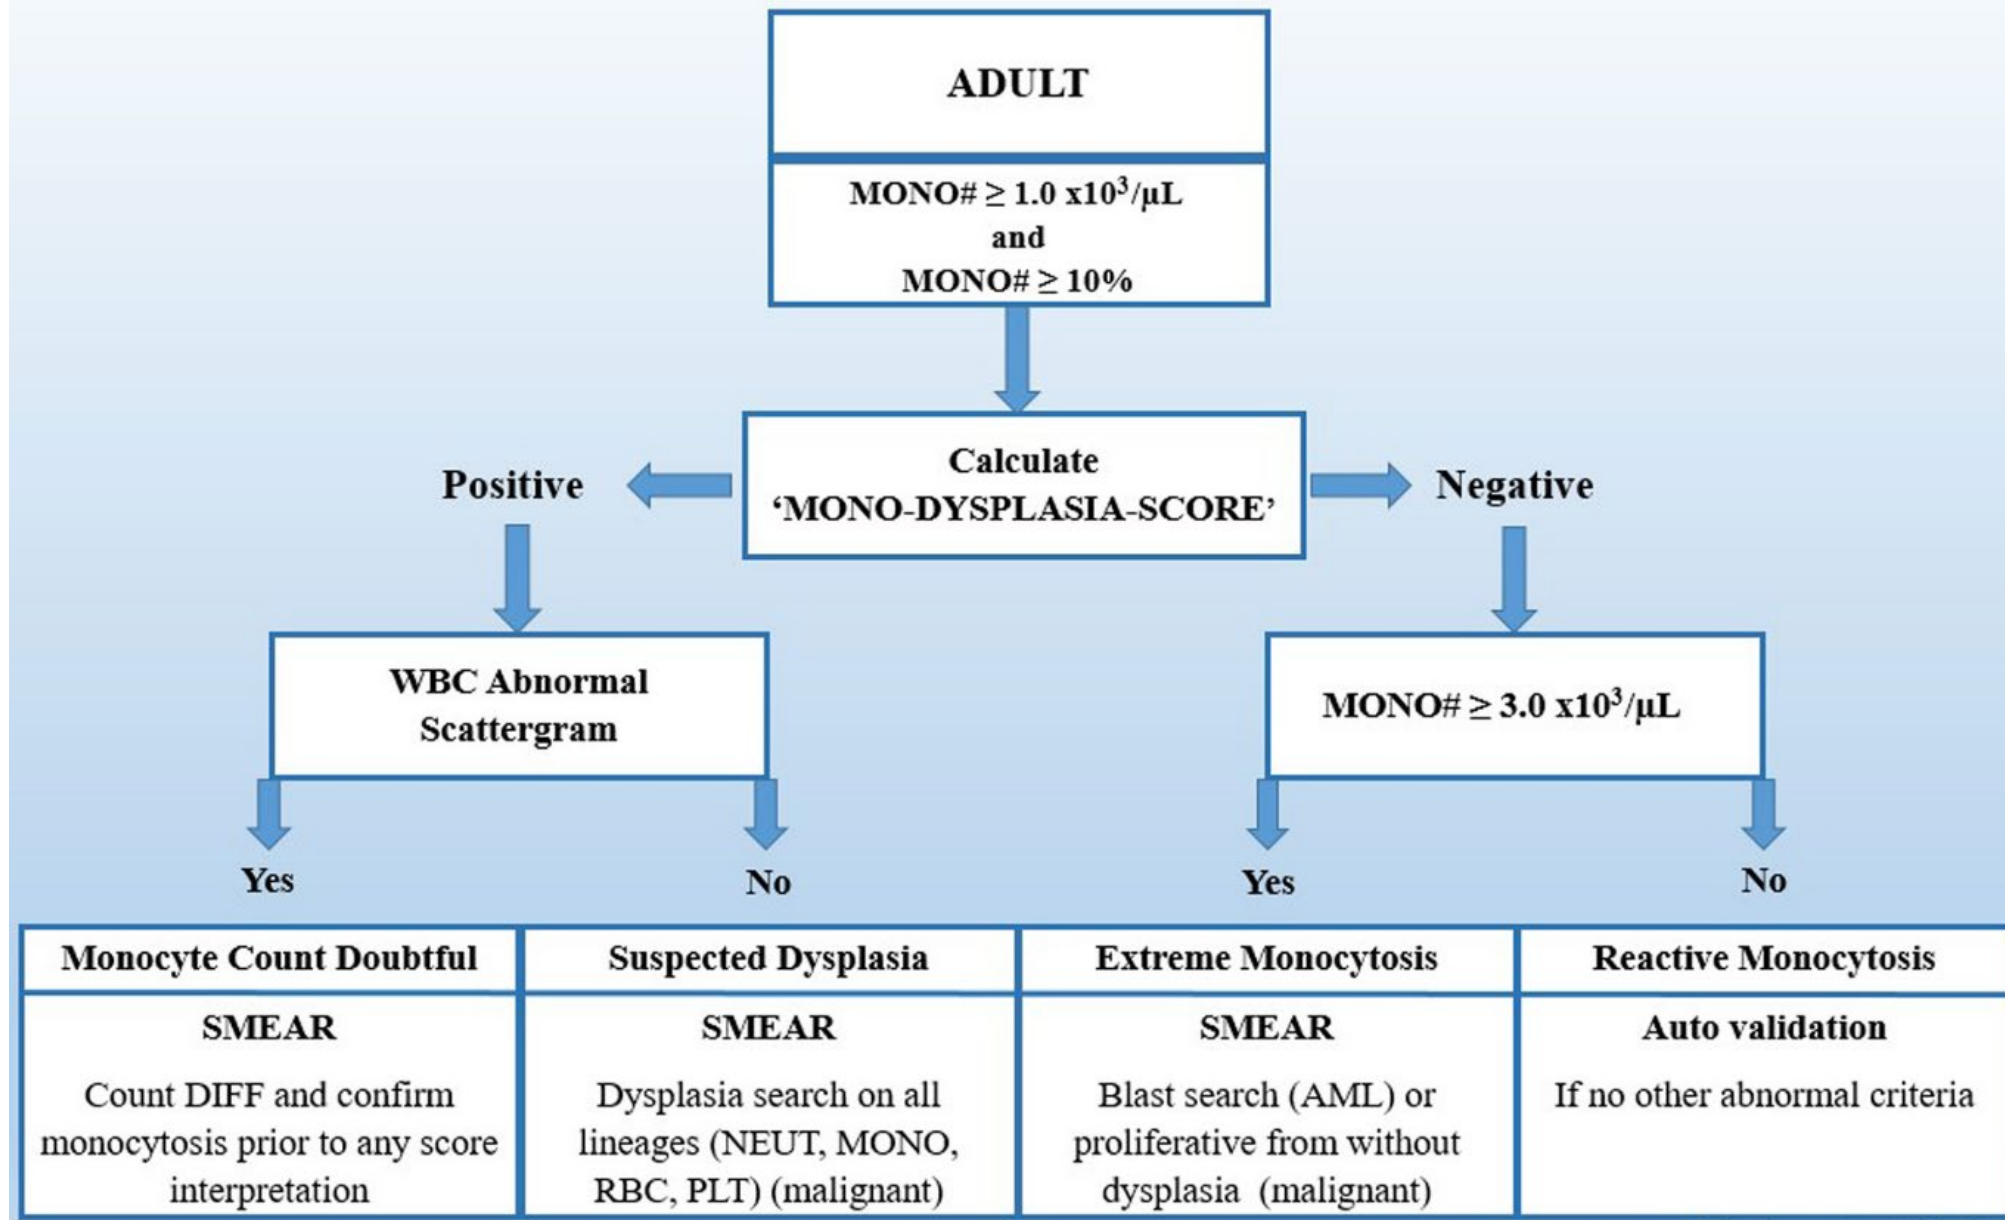 ADULT
MONO# ≥ 1.0 x10³/µL
and
MONO# ≥ 10%
Calculate
‘MONO-DYSPLASIA-SCORE’
Positive
Negative
WBC Abnormal
Scattergram
MONO# ≥ 3.0 x10³/µL
Yes
No
Yes
No
Monocyte Count Doubtful
SMEAR
Count DIFF and confirm
monocytosis prior to any score
interpretation
Suspected Dysplasia
SMEAR
Dysplasia search on all
lineages (NEUT, MONO,
RBC, PLT) (malignant)
Extreme Monocytosis
SMEAR
Blast search (AML) or
proliferative from without
dysplasia (malignant)
Reactive Monocytosis
Auto validation
If no other abnormal criteria